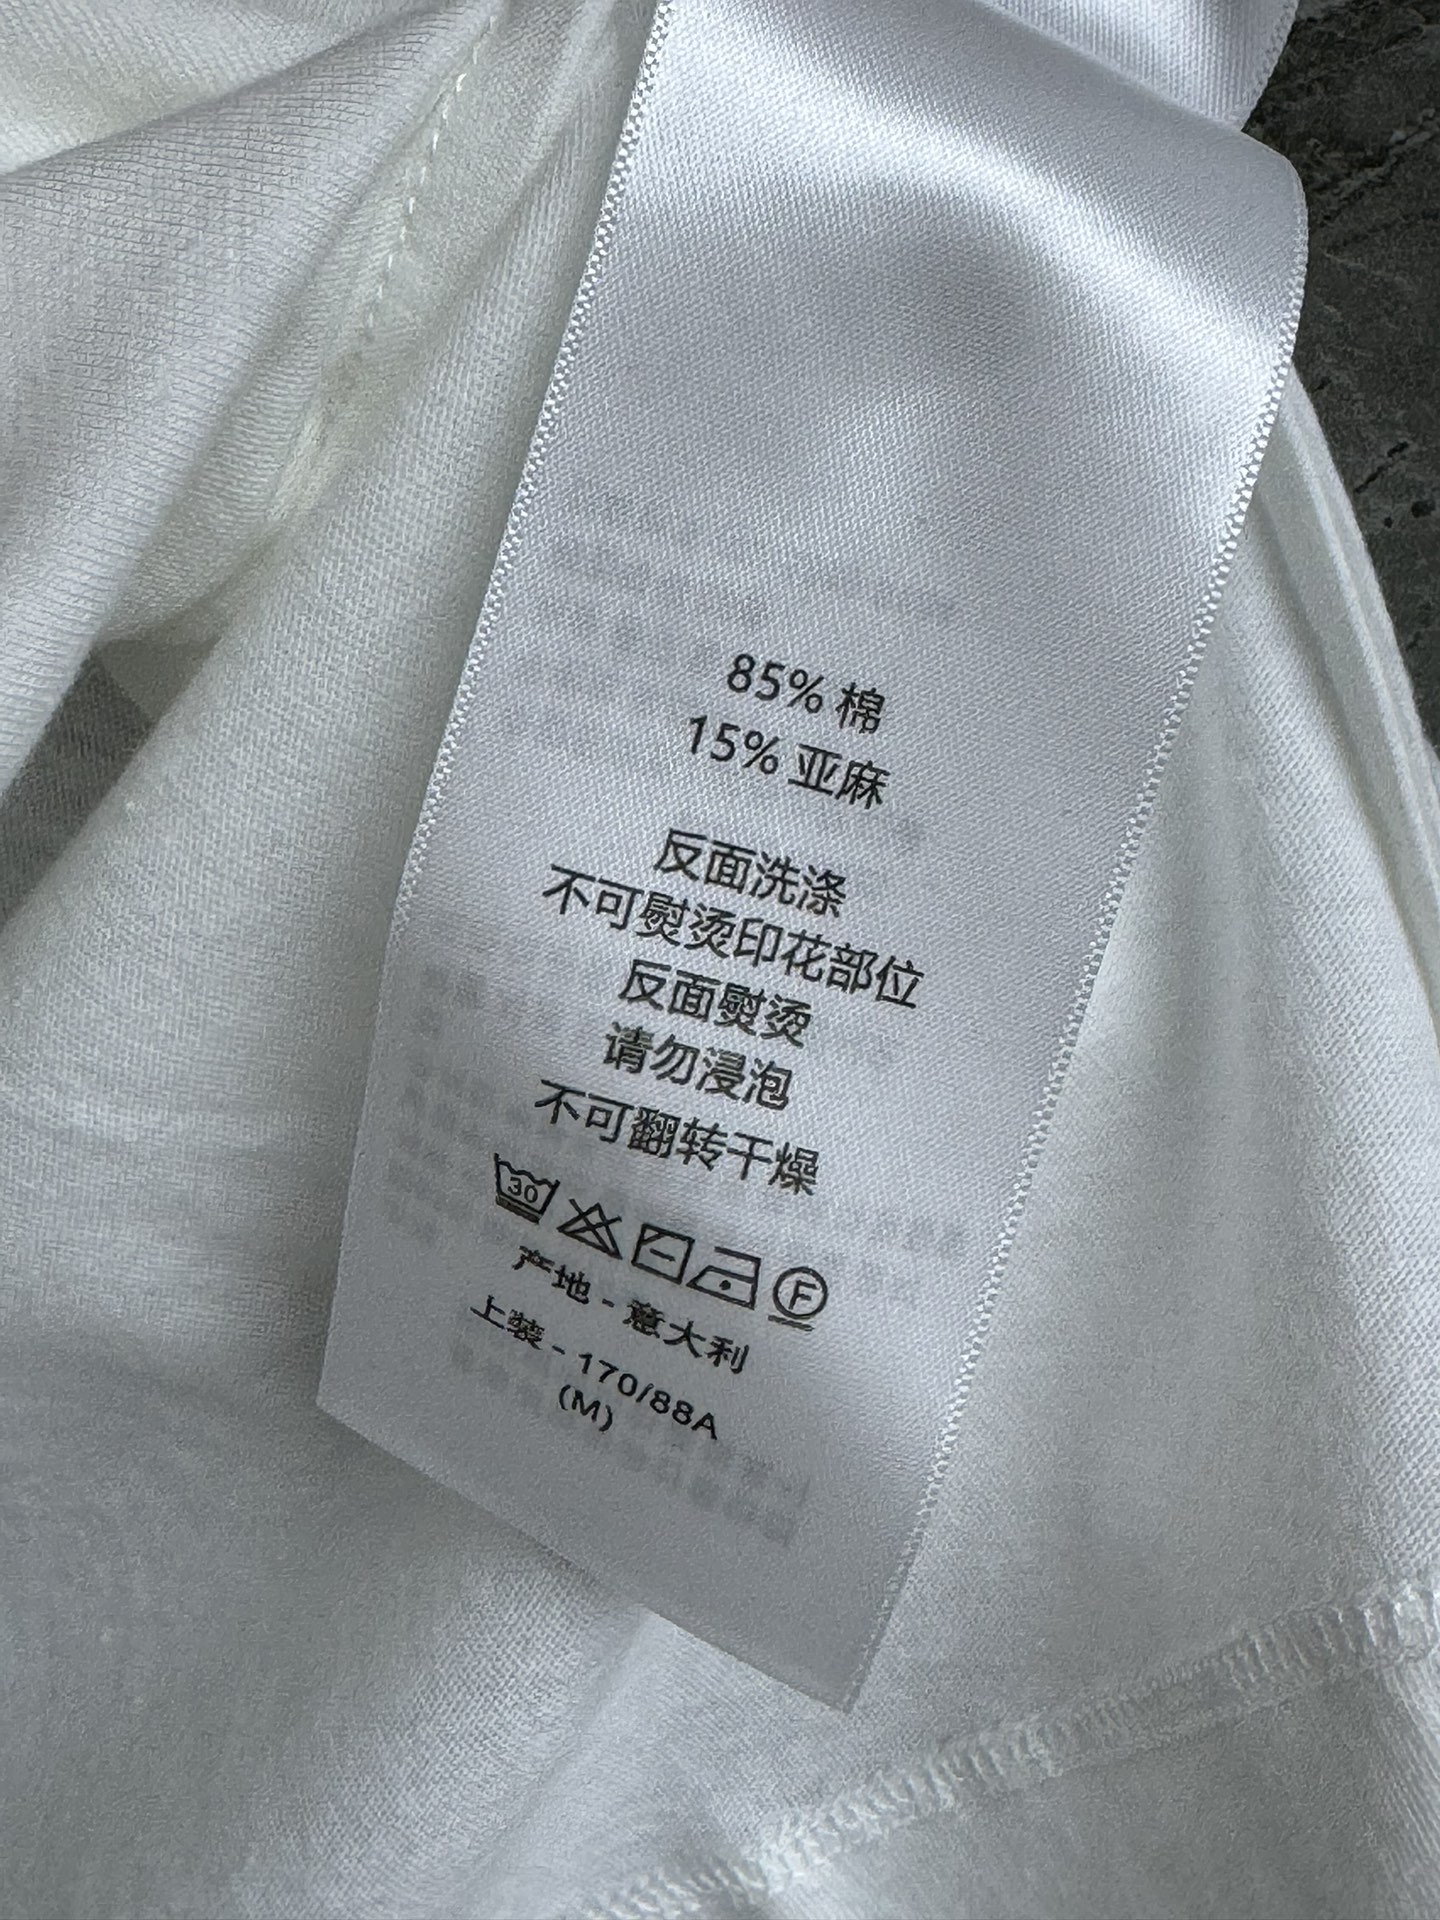 85% 棉
15% 亚麻
反面洗涤
不可熨烫印花部位
反面熨烫
请勿浸泡
不可翻转干燥
30 F
产地 - 意大利
上装 - 170/88A
(M)